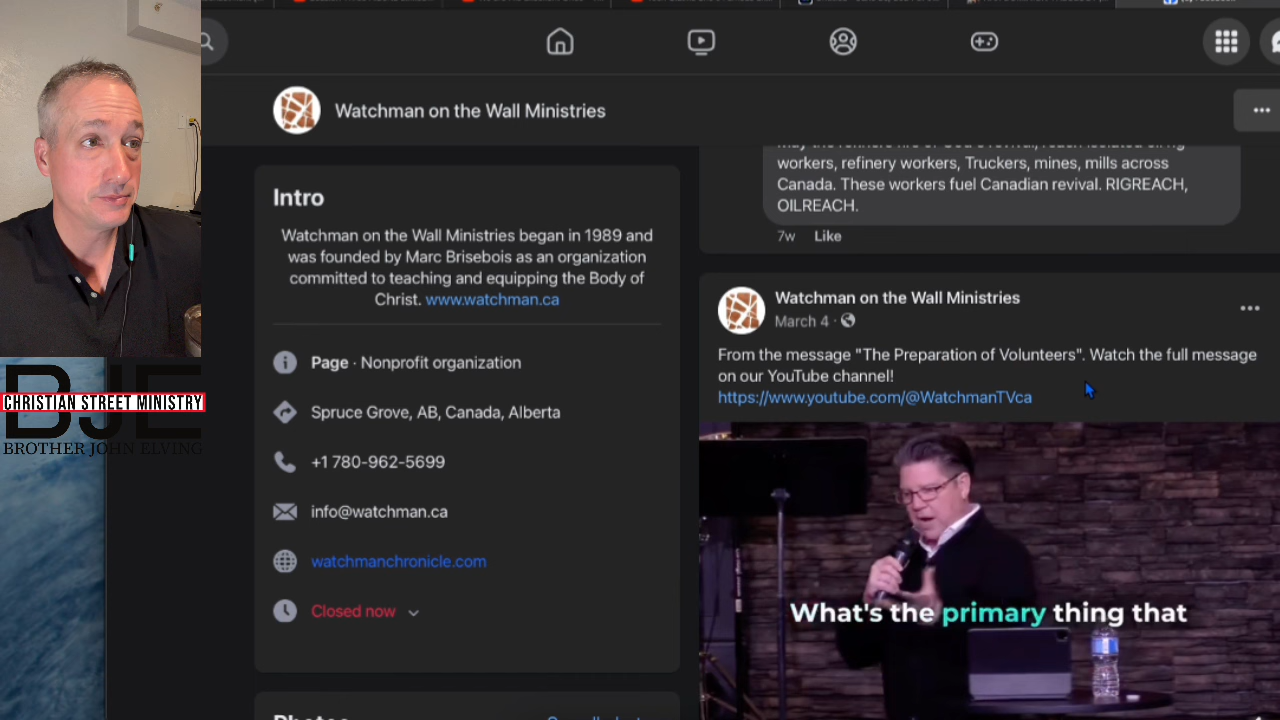 Watchman on the Wall Ministries
workers, refinery workers, Truckers, mines, mills across
Canada. These workers fuel Canadian revival. RIGREACH,
OILREACH.
7w Like
Intro
Watchman on the Wall Ministries began in 1989 and
was founded by Marc Brisebois as an organization
committed to teaching and equipping the Body of
Christ. www.watchman.ca
Page · Nonprofit organization
Spruce Grove, AB, Canada, Alberta
+1 780-962-5699
info@watchman.ca
watchmanchronicle.com
Closed now
Watchman on the Wall Ministries
March 4 ·
From the message "The Preparation of Volunteers". Watch the full message
on our YouTube channel!
https://www.youtube.com/@WatchmanTVca
What's the primary thing that
BJE
CHRISTIAN STREET MINISTRY
BROTHER JOHN ELVING